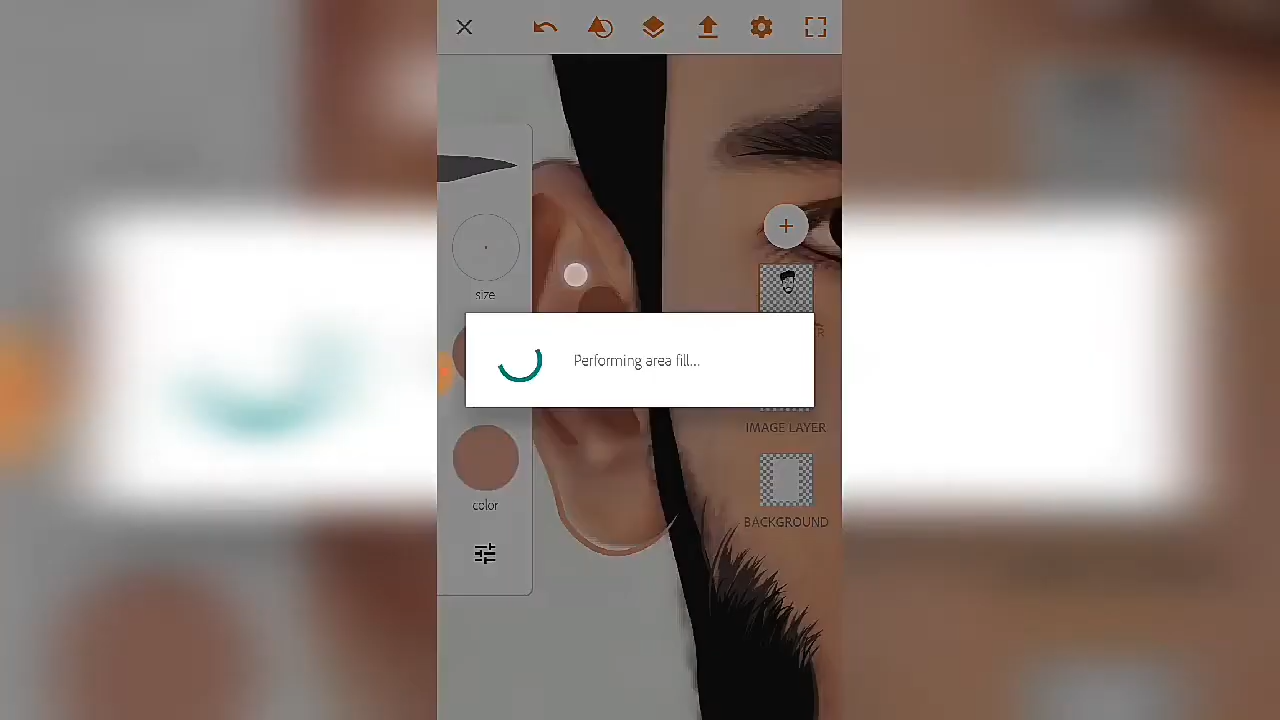 size
Performing area fill...
IMAGE LAYER
color
BACKGROUND